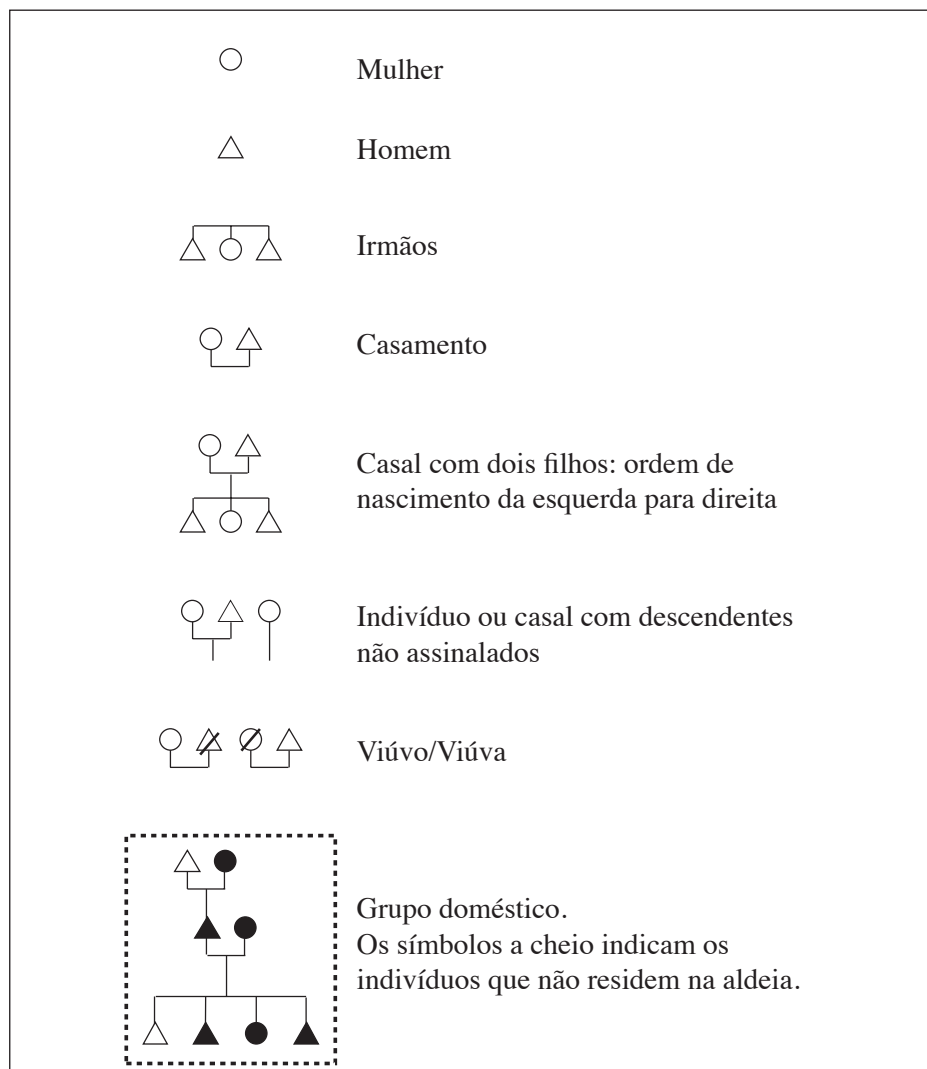 Mulher
Homem
Irmãos
Casamento
Casal com dois filhos: ordem de
nascimento da esquerda para direita
Indivíduo ou casal com descendentes
não assinalados
Viúvo/Viúva
Grupo doméstico.
Os símbolos a cheio indicam os
indivíduos que não residem na aldeia.